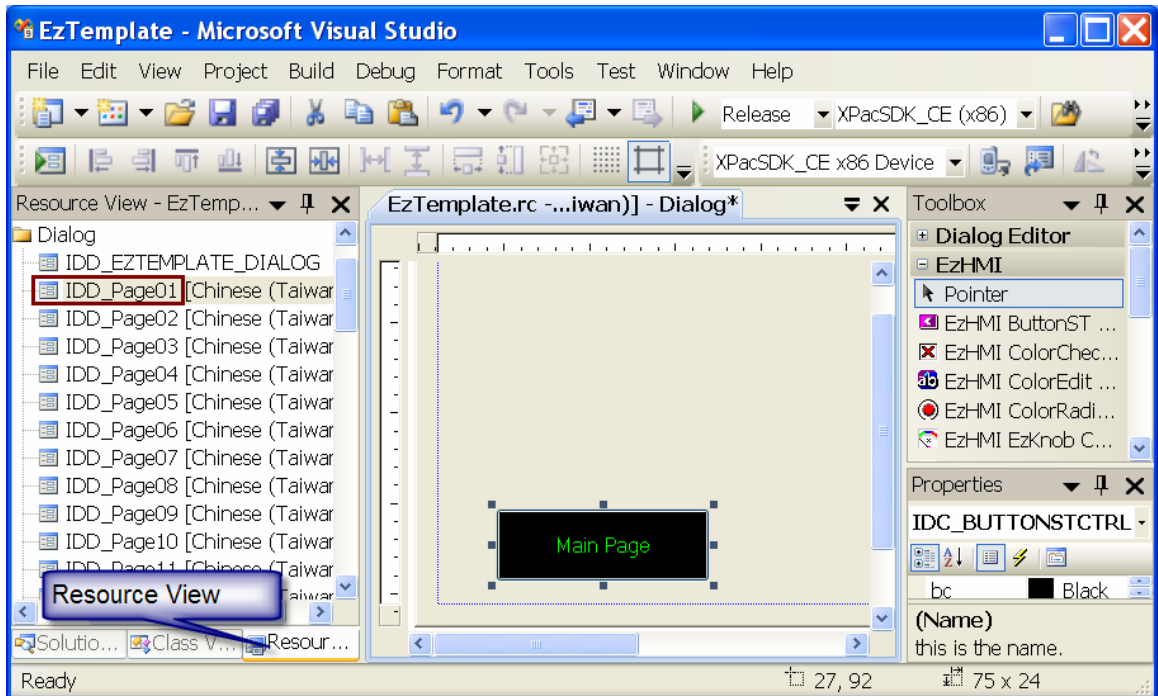 EzTemplate - Microsoft Visual Studio
File Edit View Project Build Debug Format Tools Test Window Help
Release XPacSDK_CE (x86)
XPacSDK_CE x86 Device
Resource View - EzTemp...
Dialog
IDD_EZTEMPLATE_DIALOG
IDD_Page01 [Chinese (Taiwar
IDD_Page02 [Chinese (Taiwar
IDD_Page03 [Chinese (Taiwar
IDD_Page04 [Chinese (Taiwar
IDD_Page05 [Chinese (Taiwar
IDD_Page06 [Chinese (Taiwar
IDD_Page07 [Chinese (Taiwar
IDD_Page08 [Chinese (Taiwar
IDD_Page09 [Chinese (Taiwar
IDD_Page10 [Chinese (Taiwar
IDD_Page11 [Chinese (Taiwar
Resource View
Solutio... Class V... Resour...
EzTemplate.rc -...iwan)] - Dialog*
Main Page
Toolbox
Dialog Editor
EzHMI
Pointer
EzHMI ButtonST ...
EzHMI ColorChec...
EzHMI ColorEdit ...
EzHMI ColorRadi...
EzHMI EzKnob C...
Properties
IDC_BUTTONSTCTRL
bc Black
(Name)
this is the name.
Ready 27, 92 75 x 24